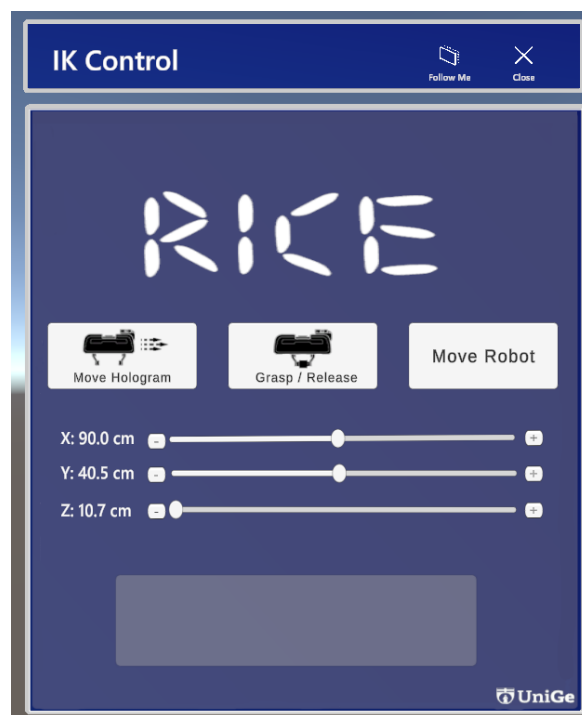 IK Control
Follow Me
Close
RICE
Move Hologram
Grasp / Release
Move Robot
X: 90.0 cm - +
Y: 40.5 cm - +
Z: 10.7 cm - +
UniGe